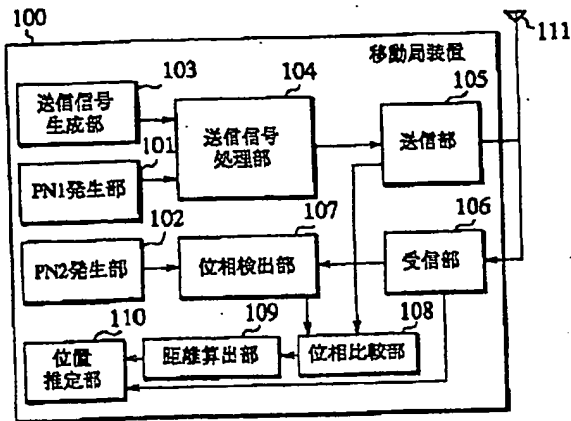 100
111
移動局装置
103
送信信号
生成部
104
送信信号
処理部
105
送信部
101
PN1発生部
102
PN2発生部
107
位相検出部
106
受信部
110
位置
推定部
109
距離算出部
108
位相比較部